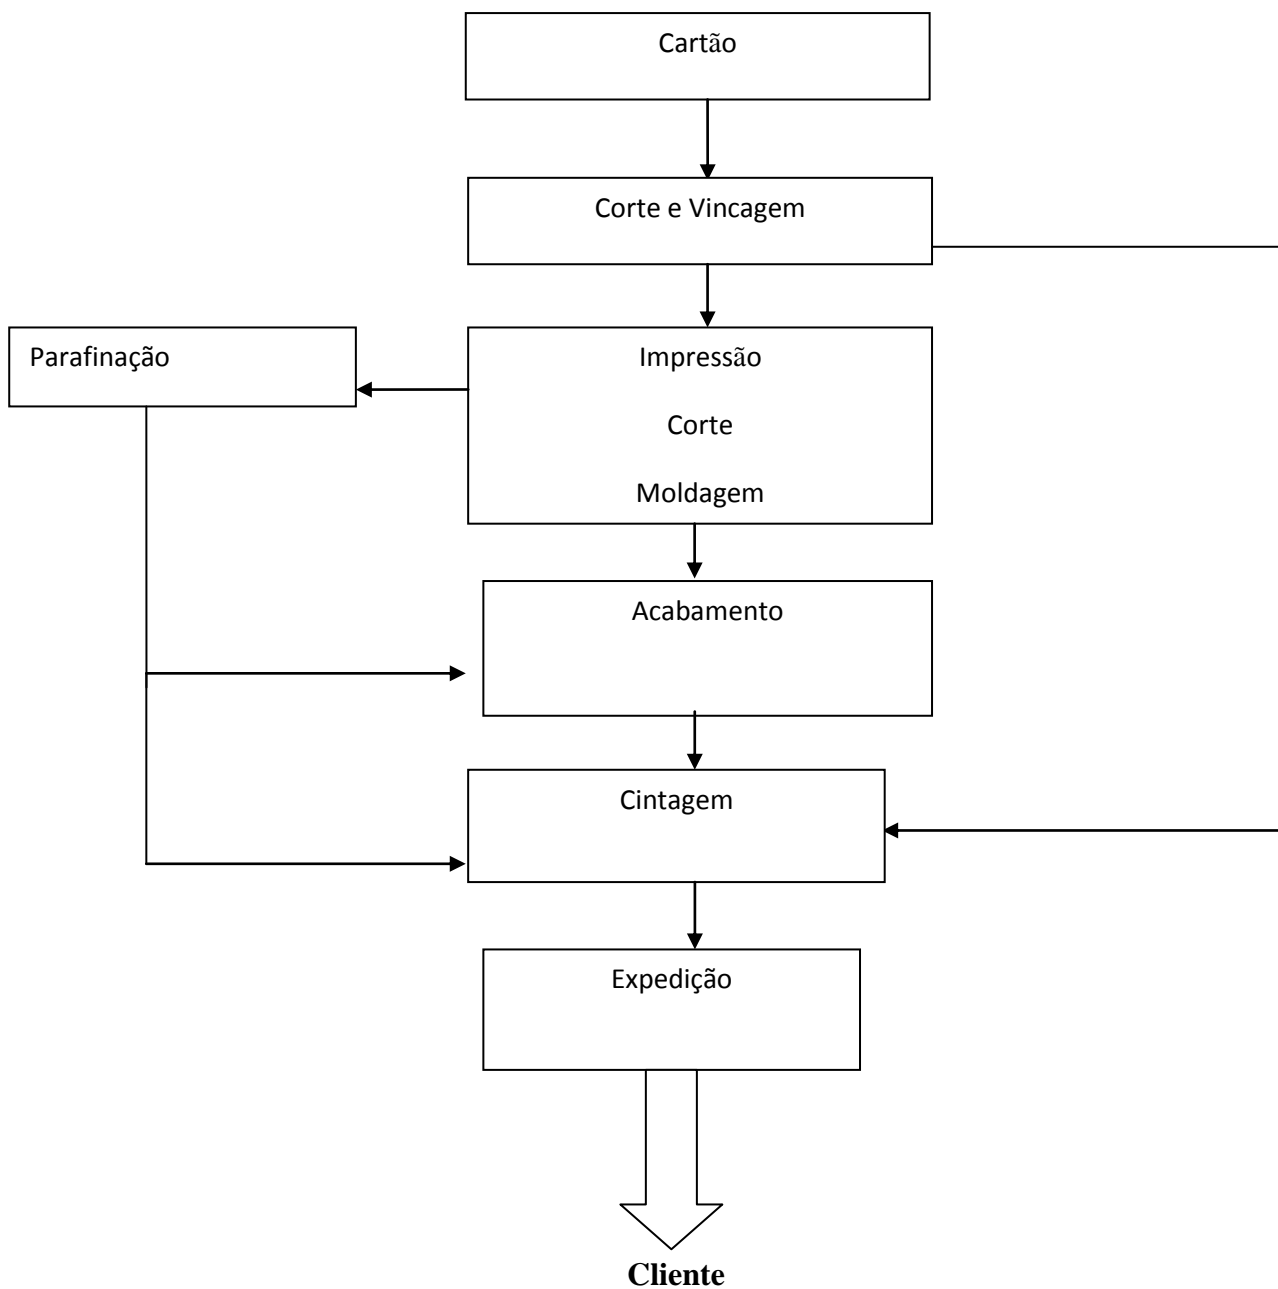 Cartão
Corte e Vincagem
Parafinação
Impressão
Corte
Moldagem
Acabamento
Cintagem
Expedição
Cliente